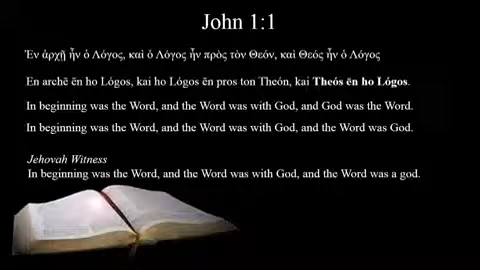 John 1:1
Ἐν ἀρχῇ ἦν ὁ Λόγος, καὶ ὁ Λόγος ἦν πρὸς τὸν Θεόν, καὶ Θεός ἦν ὁ Λόγος
En archē ēn ho Lógos, kai ho Lógos ēn pros ton Theón, kai Theós ēn ho Lógos.
In beginning was the Word, and the Word was with God, and God was the Word.
In beginning was the Word, and the Word was with God, and the Word was God.
Jehovah Witness
In beginning was the Word, and the Word was with God, and the Word was a god.